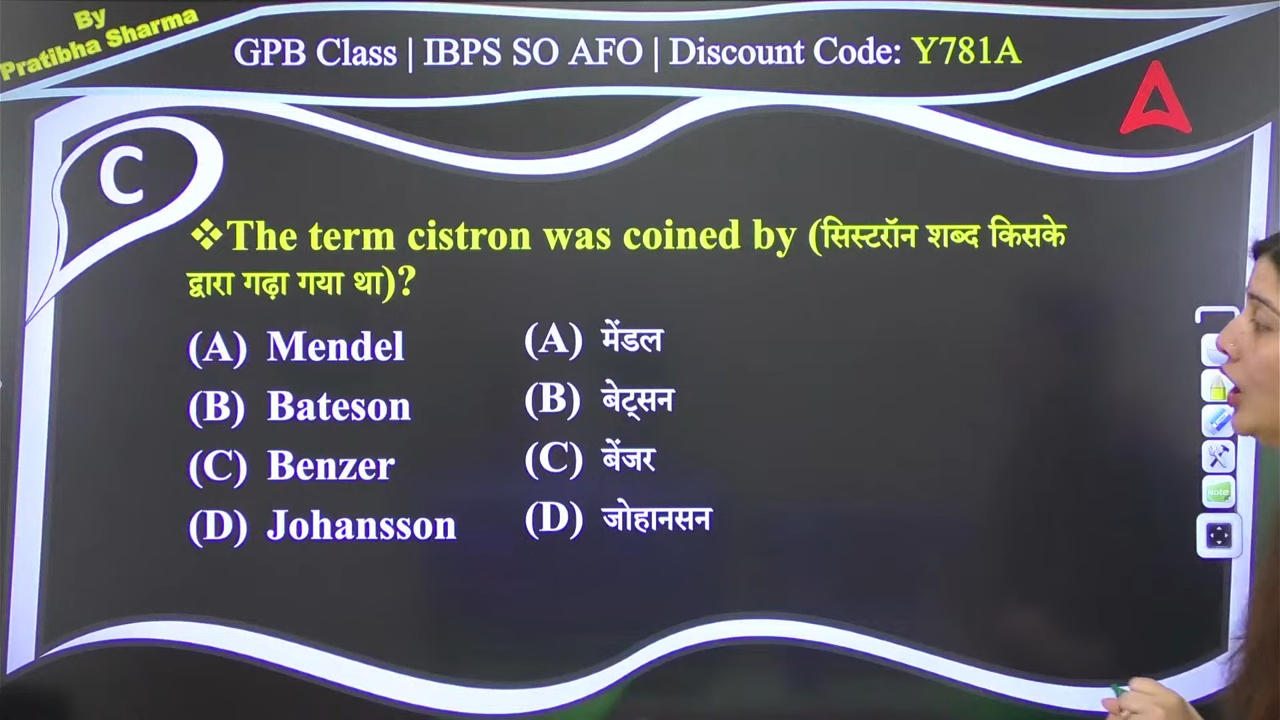 By
Pratibha Sharma
GPB Class | IBPS SO AFO | Discount Code: Y781A
C
❖The term cistron was coined by (सिस्टरॉन शब्द किसके
द्वारा गढ़ा गया था)?
(A) Mendel (A) मेंडल
(B) Bateson (B) बेट्सन
(C) Benzer (C) बेंजर
(D) Johansson (D) जोहानसन
Note